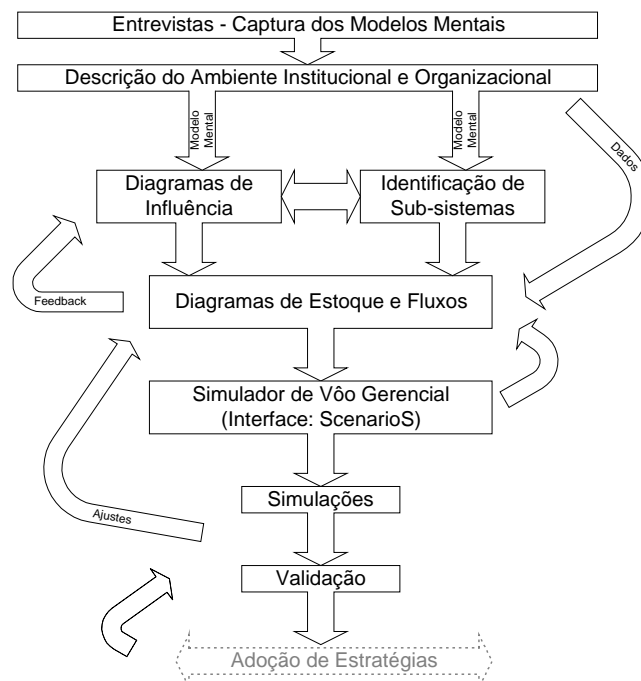 Entrevistas - Captura dos Modelos Mentais
Descrição do Ambiente Institucional e Organizacional
Modelo
Mental
Modelo
Mental
Dados
Diagramas de
Influência
Identificação de
Sub-sistemas
Feedback
Diagramas de Estoque e Fluxos
Simulador de Vôo Gerencial
(Interface: ScenarioS)
Simulações
Ajustes
Validação
Adoção de Estratégias